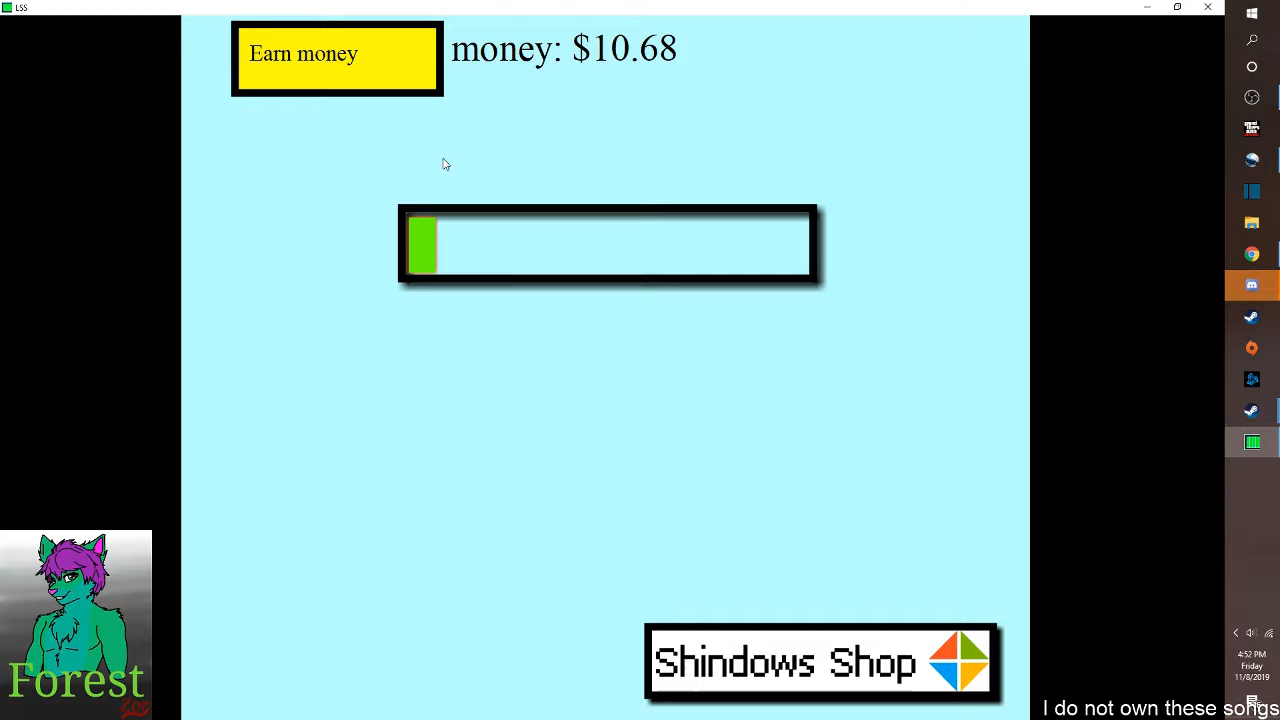 LSS
Earn money
money: $10.68
Shindows Shop
Forest
Zoe
4:52 PM
Friday
11/8/2019
I do not own these songs